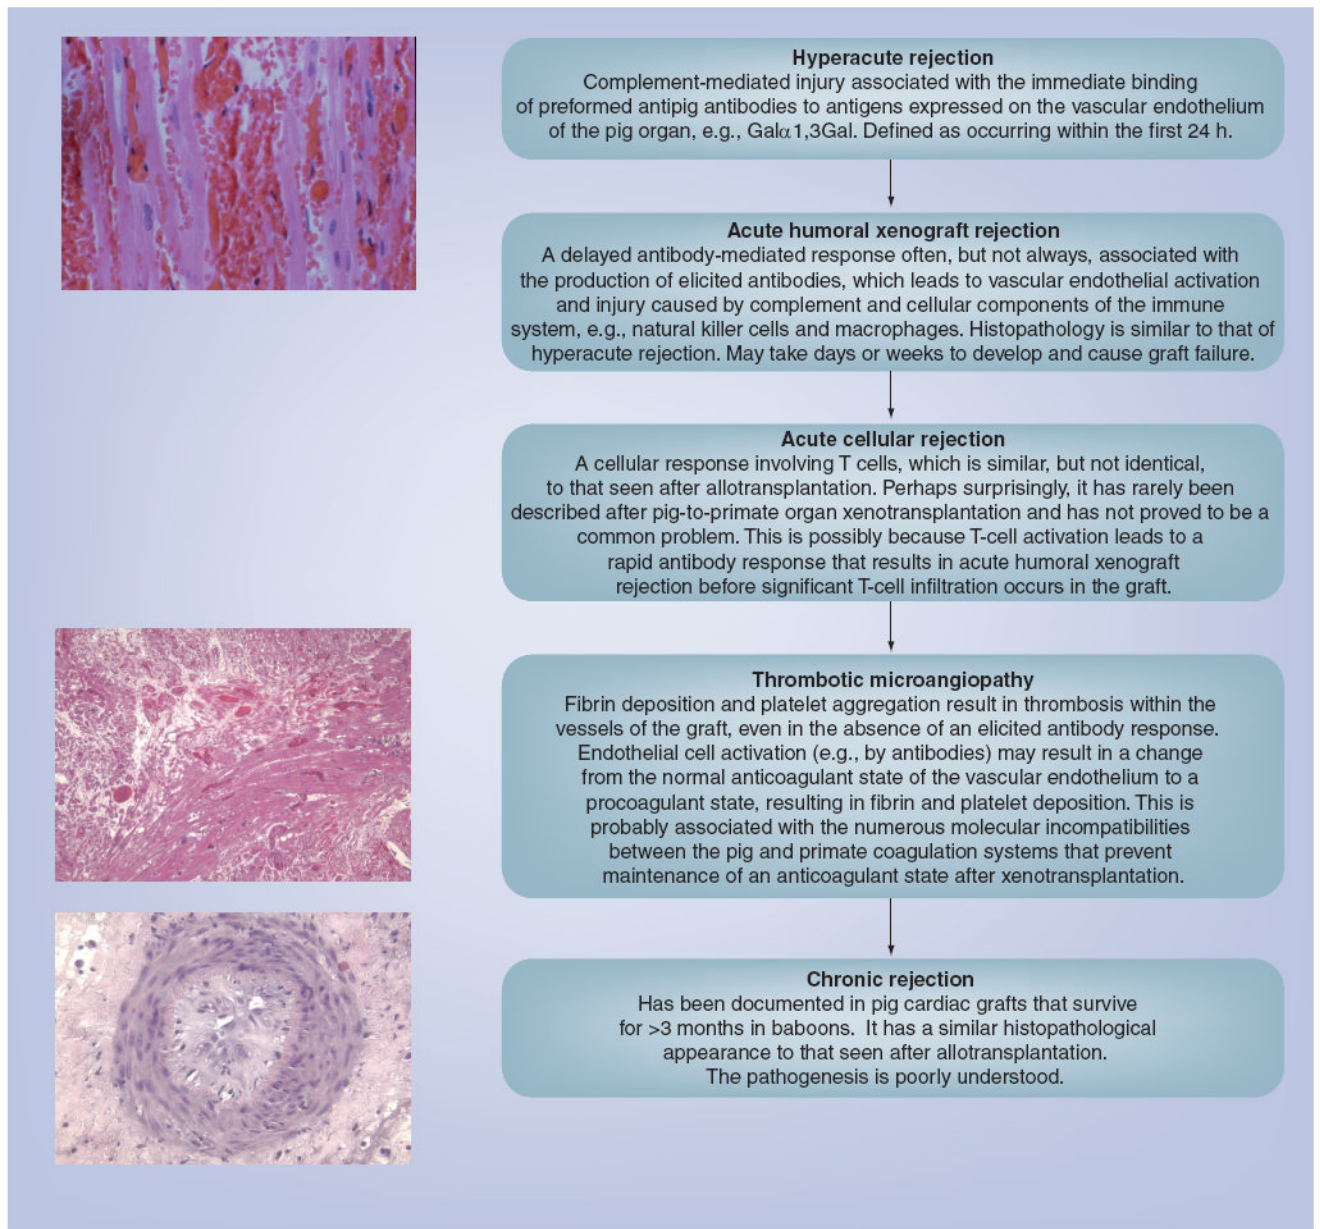 Hyperacute rejection
Complement-mediated injury associated with the immediate binding
of preformed antipig antibodies to antigens expressed on the vascular endothelium
of the pig organ, e.g., Galα1,3Gal. Defined as occurring within the first 24 h.
Acute humoral xenograft rejection
A delayed antibody-mediated response often, but not always, associated with
the production of elicited antibodies, which leads to vascular endothelial activation
and injury caused by complement and cellular components of the immune
system, e.g., natural killer cells and macrophages. Histopathology is similar to that of
hyperacute rejection. May take days or weeks to develop and cause graft failure.
Acute cellular rejection
A cellular response involving T cells, which is similar, but not identical,
to that seen after allotransplantation. Perhaps surprisingly, it has rarely been
described after pig-to-primate organ xenotransplantation and has not proved to be a
common problem. This is possibly because T-cell activation leads to a
rapid antibody response that results in acute humoral xenograft
rejection before significant T-cell infiltration occurs in the graft.
Thrombotic microangiopathy
Fibrin deposition and platelet aggregation result in thrombosis within the
vessels of the graft, even in the absence of an elicited antibody response.
Endothelial cell activation (e.g., by antibodies) may result in a change
from the normal anticoagulant state of the vascular endothelium to a
procoagulant state, resulting in fibrin and platelet deposition. This is
probably associated with the numerous molecular incompatibilities
between the pig and primate coagulation systems that prevent
maintenance of an anticoagulant state after xenotransplantation.
Chronic rejection
Has been documented in pig cardiac grafts that survive
for >3 months in baboons. It has a similar histopathological
appearance to that seen after allotransplantation.
The pathogenesis is poorly understood.